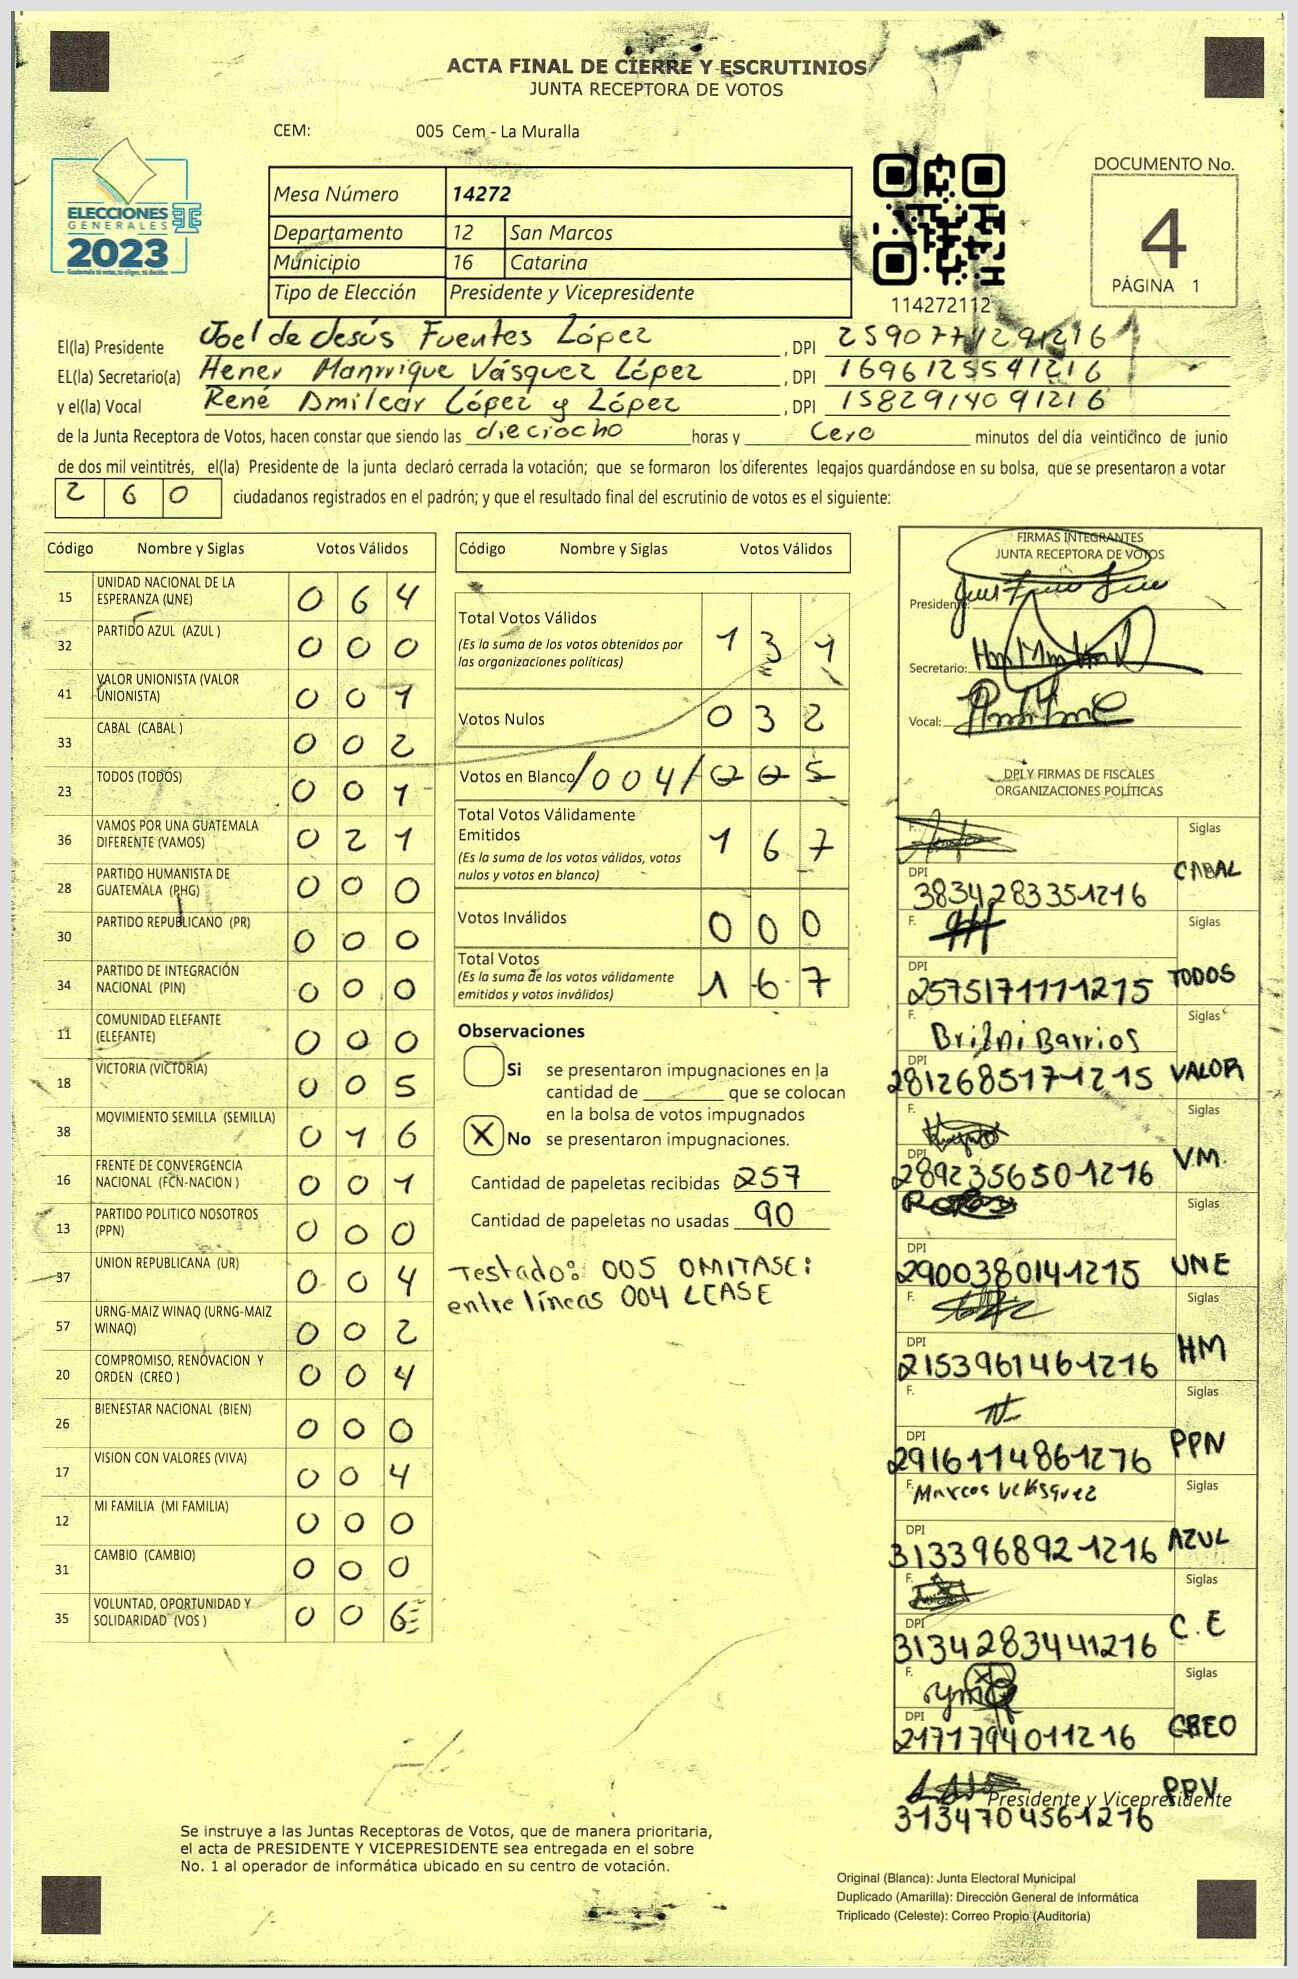 ACTA FINAL DE CIERRE Y ESCRUTINIOS
JUNTA RECEPTORA DE VOTOS
CEM: 005 Cem - La Muralla
ELECCIONES
GENERALES
2023
Guatemala tú votas, tú eliges, tú decides
Mesa Número 14272
Departamento 12 San Marcos
Municipio 16 Catarina
Tipo de Elección Presidente y Vicepresidente
114272112
DOCUMENTO No.
4
PÁGINA 1
El(la) Presidente Joel de Jesús Fuentes López , DPI 2590771291216
EL(la) Secretario(a) Hener Manrrique Vásquez López , DPI 1696125541216
y el(la) Vocal René Amilcar López y López , DPI 1582914091216
de la Junta Receptora de Votos, hacen constar que siendo las dieciocho horas y Cero minutos del día veinticinco de junio
de dos mil veintitrés, el(la) Presidente de la junta declaró cerrada la votación; que se formaron los diferentes legajos guardándose en su bolsa, que se presentaron a votar
2 6 0 ciudadanos registrados en el padrón; y que el resultado final del escrutinio de votos es el siguiente:
Código Nombre y Siglas Votos Válidos
15 UNIDAD NACIONAL DE LA ESPERANZA (UNE) 0 6 4
32 PARTIDO AZUL (AZUL ) 0 0 0
41 VALOR UNIONISTA (VALOR UNIONISTA) 0 0 1
33 CABAL (CABAL ) 0 0 2
23 TODOS (TODOS) 0 0 1
36 VAMOS POR UNA GUATEMALA DIFERENTE (VAMOS) 0 2 1
28 PARTIDO HUMANISTA DE GUATEMALA (PHG) 0 0 0
30 PARTIDO REPUBLICANO (PR) 0 0 0
34 PARTIDO DE INTEGRACIÓN NACIONAL (PIN) 0 0 0
11 COMUNIDAD ELEFANTE (ELEFANTE) 0 0 0
18 VICTORIA (VICTORIA) 0 0 5
38 MOVIMIENTO SEMILLA (SEMILLA) 0 1 6
16 FRENTE DE CONVERGENCIA NACIONAL (FCN-NACION ) 0 0 1
13 PARTIDO POLITICO NOSOTROS (PPN) 0 0 0
37 UNION REPUBLICANA (UR) 0 0 4
57 URNG-MAIZ WINAQ (URNG-MAIZ WINAQ) 0 0 2
20 COMPROMISO, RENOVACION Y ORDEN (CREO ) 0 0 4
26 BIENESTAR NACIONAL (BIEN) 0 0 0
17 VISION CON VALORES (VIVA) 0 0 4
12 MI FAMILIA (MI FAMILIA) 0 0 0
31 CAMBIO (CAMBIO) 0 0 0
35 VOLUNTAD, OPORTUNIDAD Y SOLIDARIDAD (VOS ) 0 0 6
Código Nombre y Siglas Votos Válidos
Total Votos Válidos 1 3 1
(Es la suma de los votos obtenidos por
las organizaciones políticas)
Votos Nulos 0 3 2
Votos en Blanco /004/ 0 0 5
Total Votos Válidamente
Emitidos 1 6 7
(Es la suma de los votos válidos, votos
nulos y votos en blanco)
Votos Inválidos 0 0 0
Total Votos 1 6 7
(Es la suma de los votos válidamente
emitidos y votos inválidos)
Observaciones
Si se presentaron impugnaciones en la
cantidad de ________ que se colocan
en la bolsa de votos impugnados
X No se presentaron impugnaciones.
Cantidad de papeletas recibidas 257
Cantidad de papeletas no usadas 90
Testado: 005 OMITASE:
entre líneas 004 LEASE
FIRMAS INTEGRANTES
JUNTA RECEPTORA DE VOTOS
Presidente:
Secretario:
Vocal:
DPI Y FIRMAS DE FISCALES
ORGANIZACIONES POLÍTICAS
F. Siglas
DPI 3834283351216 CABAL
F. Siglas
DPI 2575171111215 TODOS
F. Brilni Barrios Siglas
DPI 2812685171215 VALOR
F. Siglas
DPI 2892356501216 V.M.
Siglas
DPI 2900380141215 UNE
F. Siglas
DPI 2153961461216 HM
F. Siglas
DPI 2916114861276 PPN
F. Marcos Velásquez Siglas
DPI 3133968921216 AZUL
F. Siglas
DPI 3134283441216 C.E
F. Siglas
DPI 2171794011216 CREO
PPV
Presidente y Vicepresidente
3134704561216
Se instruye a las Juntas Receptoras de Votos, que de manera prioritaria,
el acta de PRESIDENTE Y VICEPRESIDENTE sea entregada en el sobre
No. 1 al operador de informática ubicado en su centro de votación.
Original (Blanca): Junta Electoral Municipal
Duplicado (Amarilla): Dirección General de Informática
Triplicado (Celeste): Correo Propio (Auditoría)